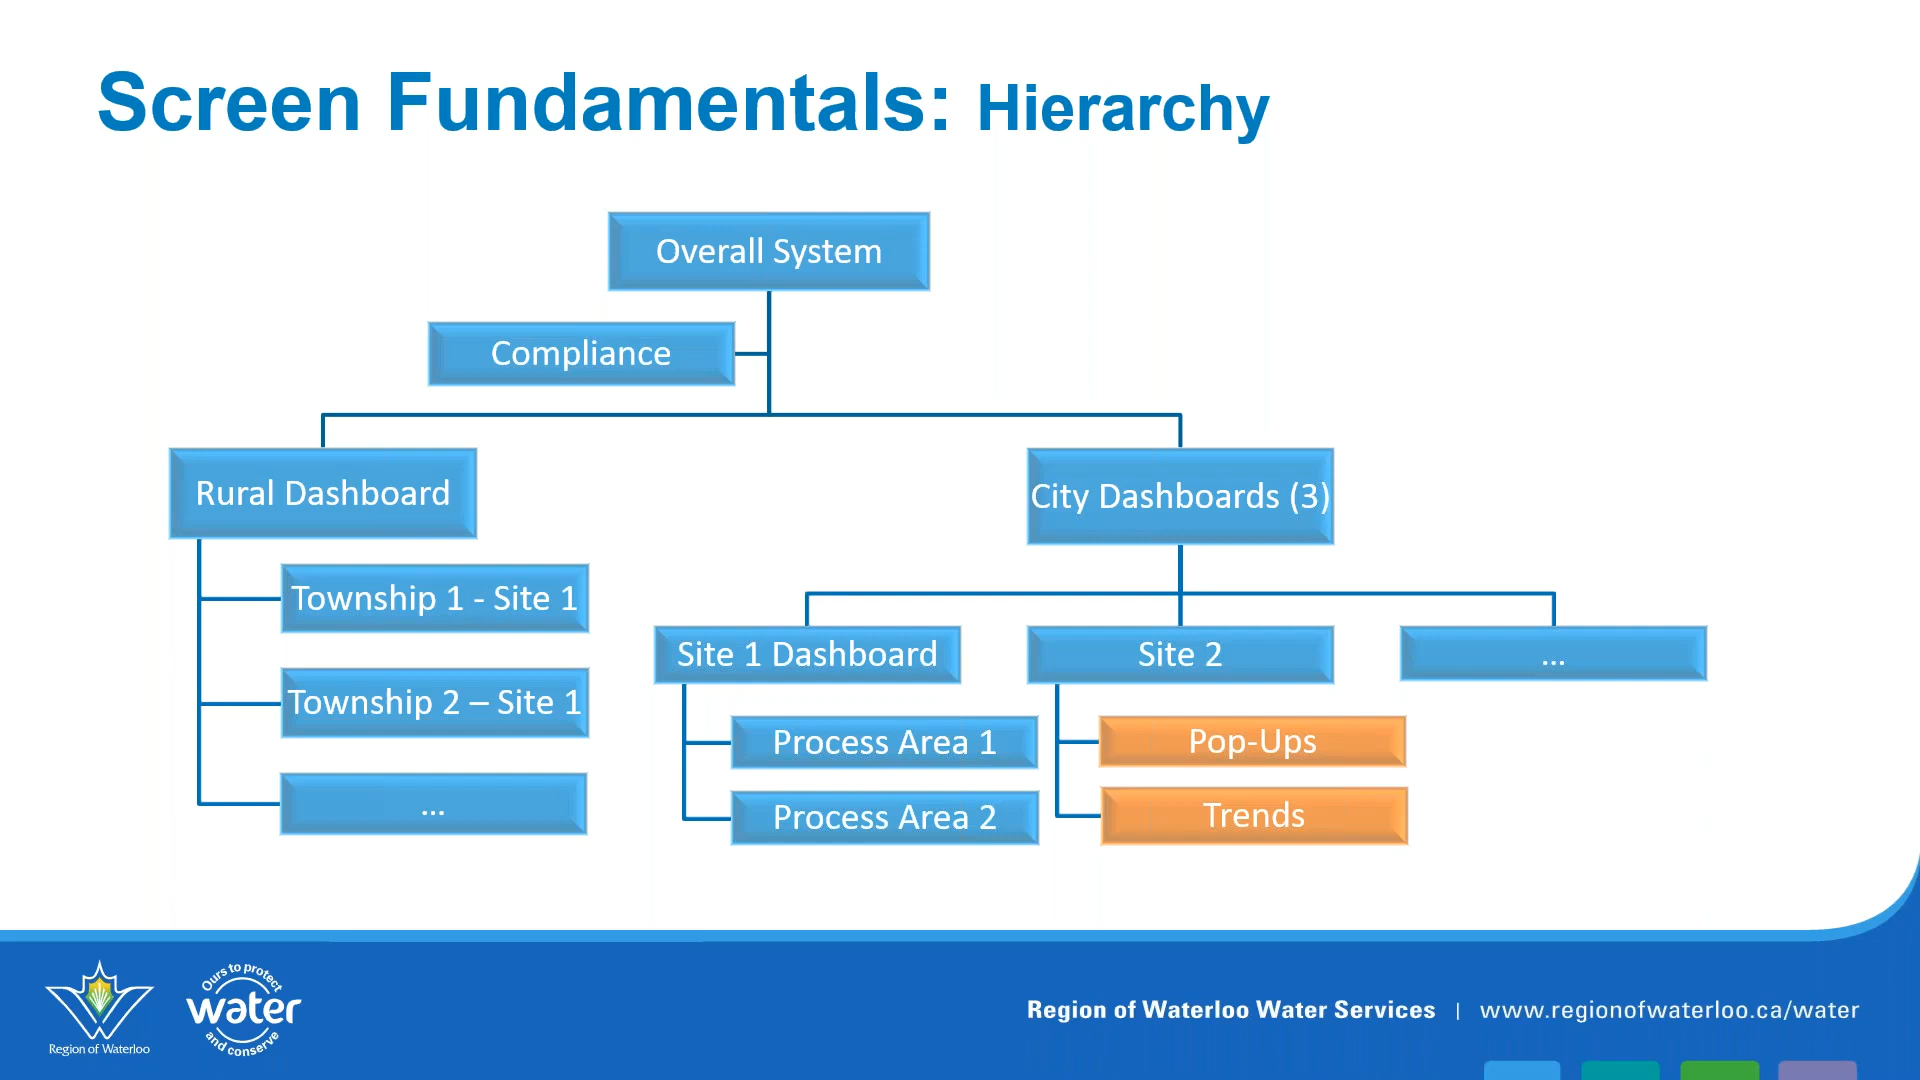 Screen Fundamentals: Hierarchy
Overall System
Compliance
Rural Dashboard
City Dashboards (3)
Township 1 - Site 1
Township 2 – Site 1
...
Site 1 Dashboard
Site 2
...
Process Area 1
Process Area 2
Pop-Ups
Trends
Region of Waterloo
Ours to protect
water
and conserve
Region of Waterloo Water Services | www.regionofwaterloo.ca/water